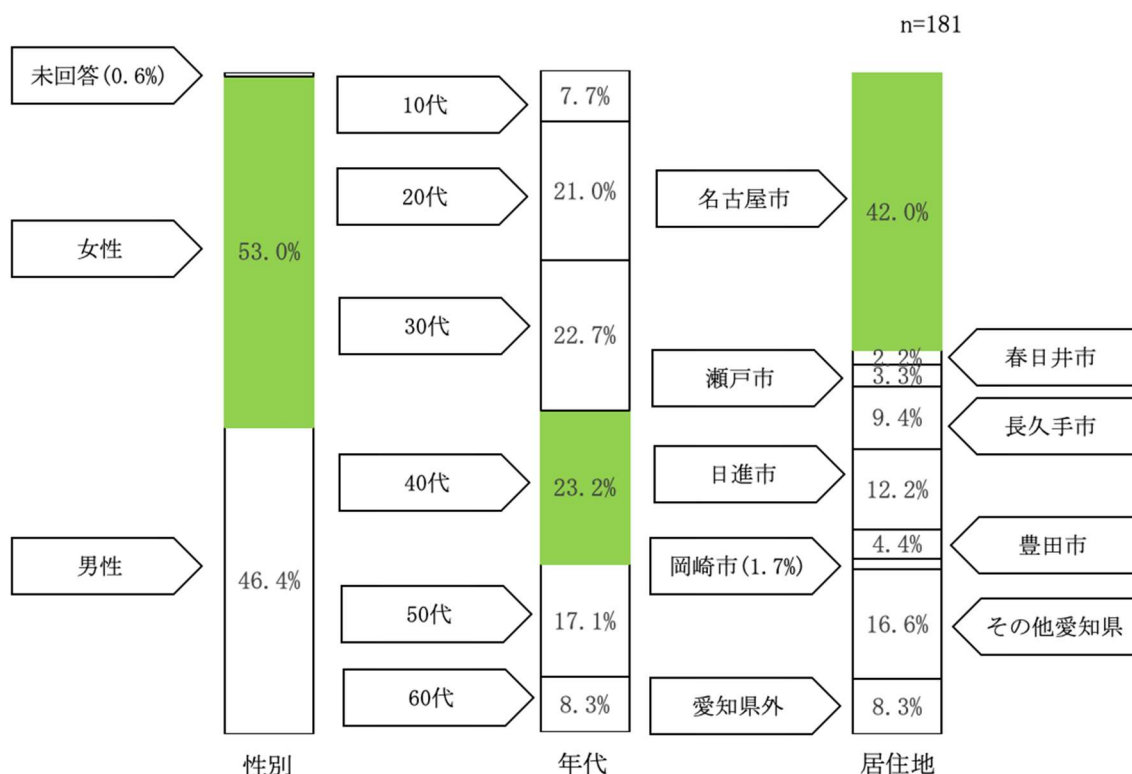 n=181
未回答(0.6%)
女性
53.0%
男性
46.4%
性別
10代
7.7%
20代
21.0%
30代
22.7%
40代
23.2%
50代
17.1%
60代
8.3%
年代
名古屋市
42.0%
2.2%
春日井市
瀬戸市
3.3%
9.4%
長久手市
日進市
12.2%
4.4%
豊田市
岡崎市(1.7%)
16.6%
その他愛知県
愛知県外
8.3%
居住地